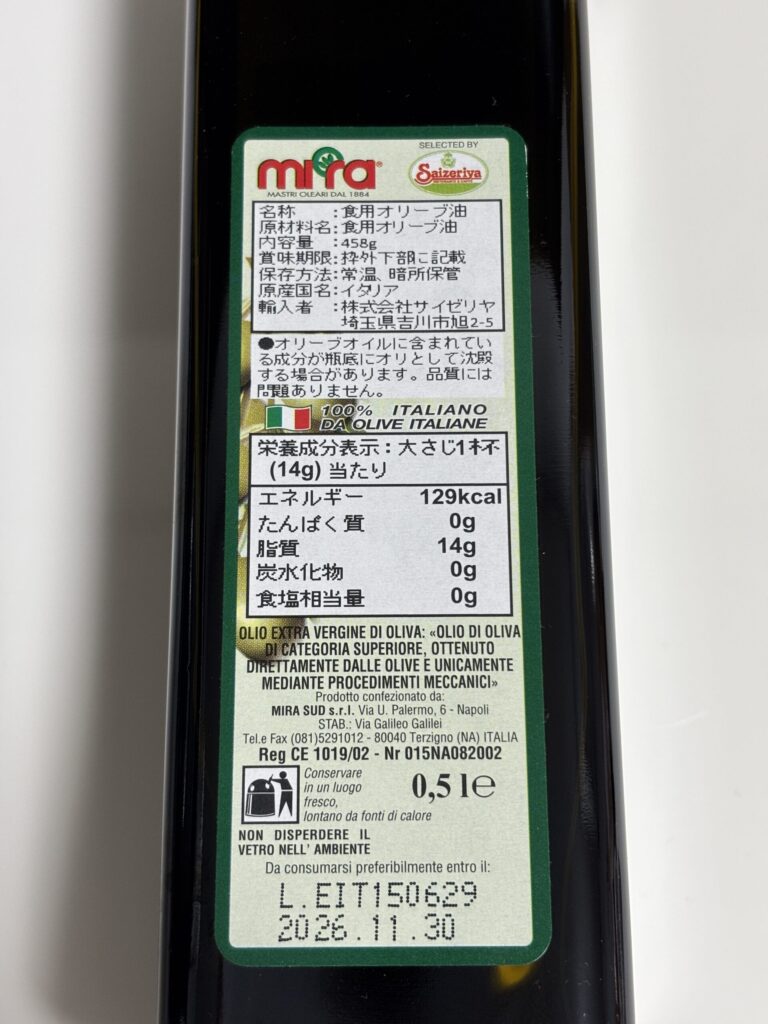 mira®
MASTRI OLEARI DAL 1884
SELECTED BY
Saizeriya
名称　：食用オリーブ油
原材料名：食用オリーブ油
内容量　：458g
賞味期限：枠外下部に記載
保存方法：常温、暗所保管
原産国名：イタリア
輸入者　：株式会社サイゼリヤ
埼玉県吉川市旭2-5
●オリーブオイルに含まれてい
る成分が瓶底にオリとして沈殿
する場合があります。品質には
問題ありません。
100% ITALIANO
DA OLIVE ITALIANE
栄養成分表示：大さじ1杯
(14g) 当たり
エネルギー 129kcal
たんぱく質 0g
脂質 14g
炭水化物 0g
食塩相当量 0g
OLIO EXTRA VERGINE DI OLIVA: «OLIO DI OLIVA
DI CATEGORIA SUPERIORE, OTTENUTO
DIRETTAMENTE DALLE OLIVE E UNICAMENTE
MEDIANTE PROCEDIMENTI MECCANICI»
Prodotto confezionato da:
MIRA SUD s.r.l. Via U. Palermo, 6 - Napoli
STAB.: Via Galileo Galilei
Tel.e Fax (081)5291012 - 80040 Terzigno (NA) ITALIA
Reg CE 1019/02 - Nr 015NA082002
Conservare
in un luogo
fresco,
lontano da fonti di calore
0,5 l e
NON DISPERDERE IL
VETRO NELL' AMBIENTE
Da consumarsi preferibilmente entro il:
L.EIT150629
2026.11.30